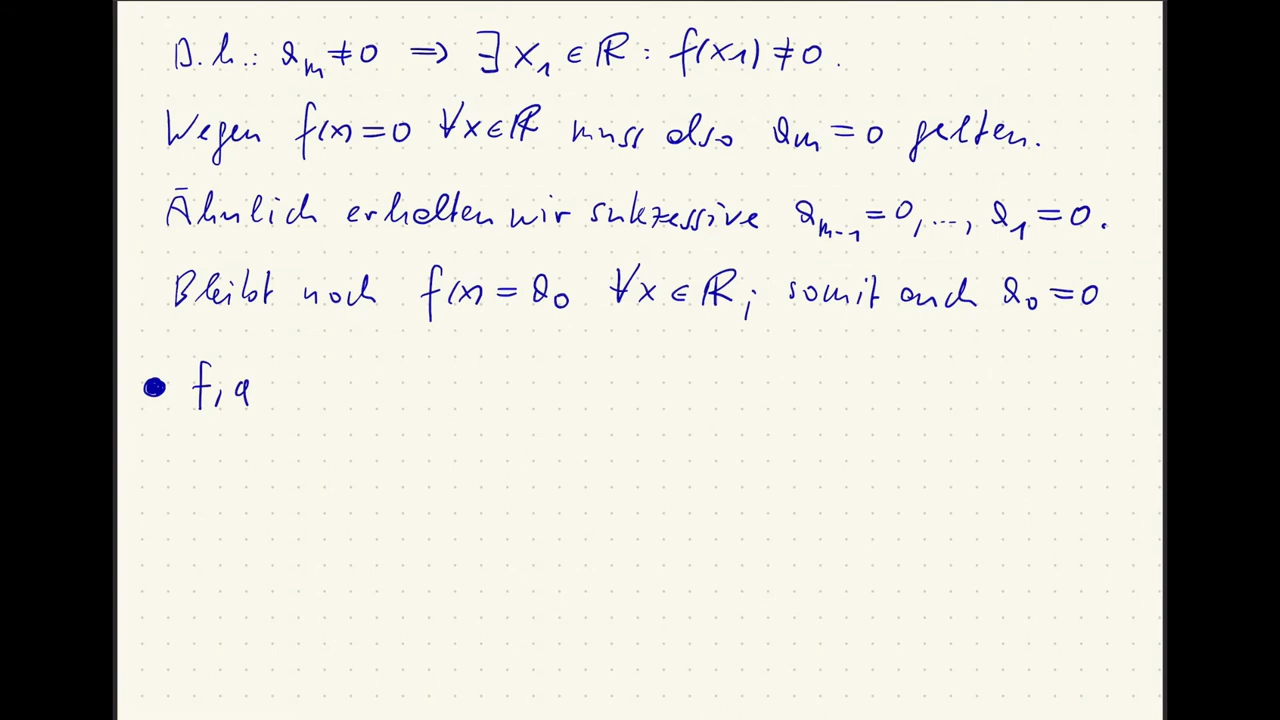 D.h.: a_m ≠ 0 ⇒ ∃ x_1 ∈ ℝ : f(x_1) ≠ 0.
Wegen f(x) = 0 ∀x∈ℝ muss also a_m = 0 gelten.
Ähnlich erhalten wir sukzessive a_{m-1} = 0, ..., a_1 = 0.
Bleibt noch f(x) = a_0 ∀x ∈ ℝ; somit auch a_0 = 0
• f, q